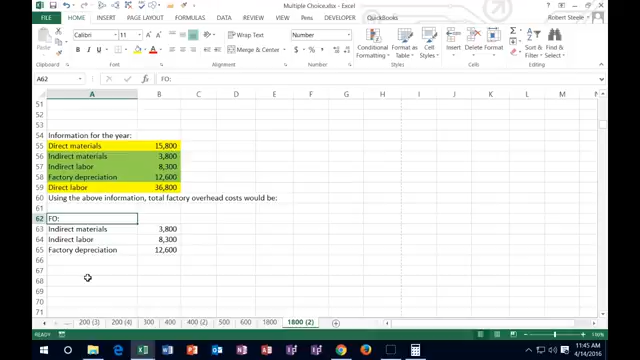 Multiple Choice.xlsx - Excel
FILE HOME INSERT PAGE LAYOUT FORMULAS DATA REVIEW VIEW DEVELOPER QuickBooks Robert Steele
Calibri 11 Wrap Text Number
Paste B I U Merge & Center $ % Conditional Formatting Format as Table Cell Styles Insert Delete Format Sort & Filter Find & Select
Clipboard Font Alignment Number Styles Cells Editing
A62 fx FO:
A B C D E F G H I J K L M
51
52
53
54 Information for the year:
55 Direct materials 15,800
56 Indirect materials 3,800
57 Indirect labor 8,300
58 Factory depreciation 12,600
59 Direct labor 36,800
60 Using the above information, total factory overhead costs would be:
61
62 FO:
63 Indirect materials 3,800
64 Indirect labor 8,300
65 Factory depreciation 12,600
66
67
68
69
70
71
200 (3) 200 (4) 300 400 400 (2) 500 600 1800 1800 (2)
READY
11:45 AM
4/14/2016